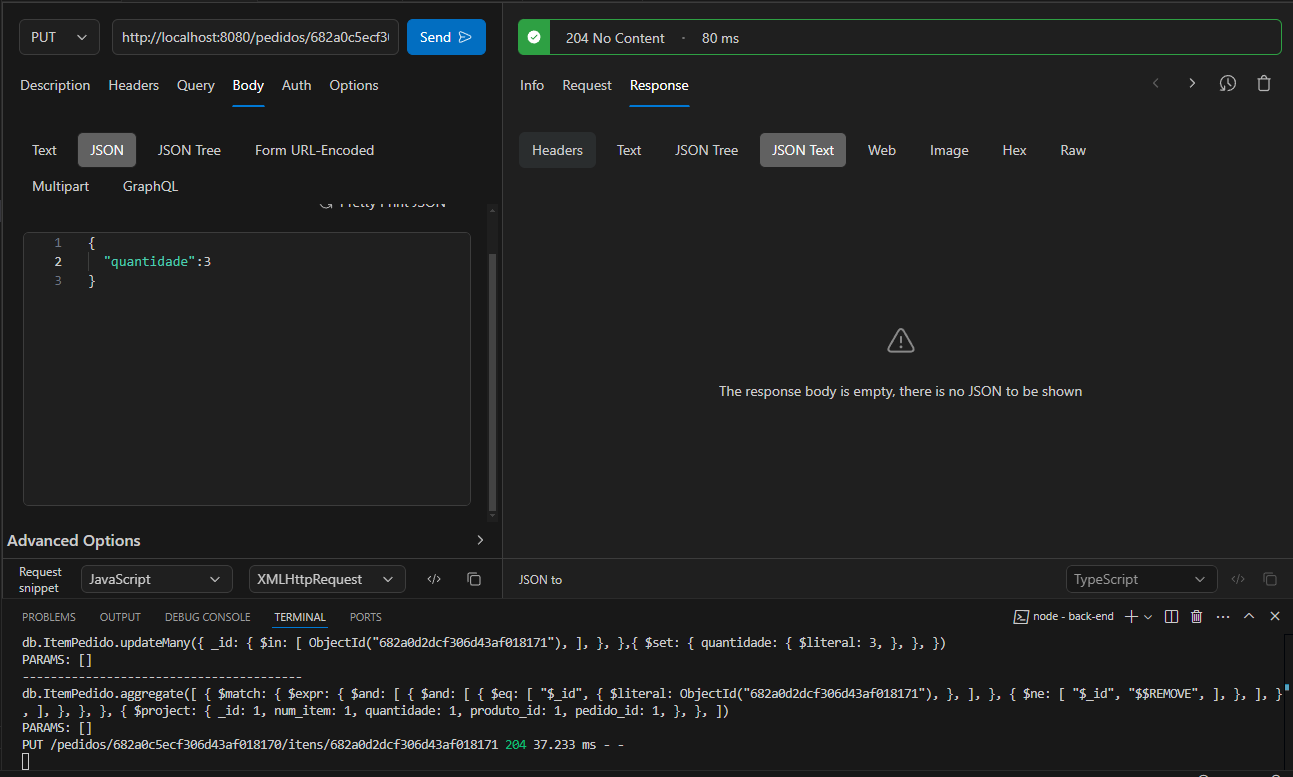 PUT
http://localhost:8080/pedidos/682a0c5ecf3
Send
204 No Content · 80 ms
Description Headers Query Body Auth Options
Info Request Response
Text JSON JSON Tree Form URL-Encoded
Multipart GraphQL
Headers Text JSON Tree JSON Text Web Image Hex Raw
Pretty Print JSON
1 {
2 "quantidade":3
3 }
The response body is empty, there is no JSON to be shown
Advanced Options
Request
snippet
JavaScript
XMLHttpRequest
JSON to
TypeScript
PROBLEMS OUTPUT DEBUG CONSOLE TERMINAL PORTS
node - back-end
db.ItemPedido.updateMany({ _id: { $in: [ ObjectId("682a0d2dcf306d43af018171"), ], }, },{ $set: { quantidade: { $literal: 3, }, }, })
PARAMS: []
----------------------------------------
db.ItemPedido.aggregate([ { $match: { $expr: { $and: [ { $and: [ { $eq: [ "$_id", { $literal: ObjectId("682a0d2dcf306d43af018171"), }, ], }, { $ne: [ "$_id", "$$REMOVE", ], }, ], }
, ], }, }, }, { $project: { _id: 1, num_item: 1, quantidade: 1, produto_id: 1, pedido_id: 1, }, }, ])
PARAMS: []
PUT /pedidos/682a0c5ecf306d43af018170/itens/682a0d2dcf306d43af018171 204 37.233 ms - -